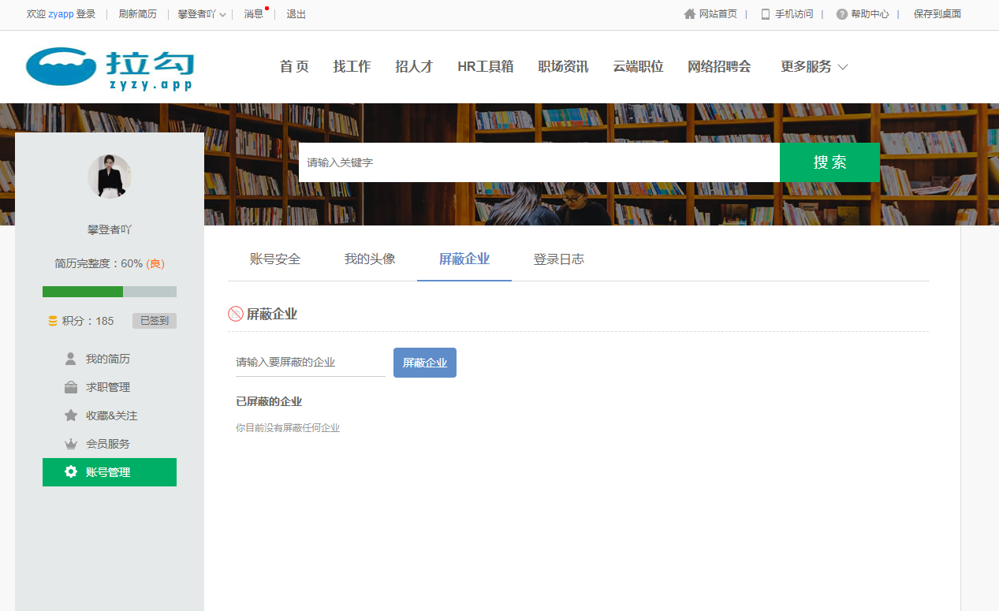 欢迎 zyapp 登录 | 刷新简历 | 攀登者吖 | 消息 | 退出 网站首页 | 手机访问 | 帮助中心 | 保存到桌面
拉勾
zyzy.app
首 页 找工作 招人才 HR工具箱 职场资讯 云端职位 网络招聘会 更多服务
请输入关键字 搜 索
攀登者吖
简历完整度：60% (良)
积分：185 已签到
我的简历
求职管理
收藏&关注
会员服务
账号管理
账号安全 我的头像 屏蔽企业 登录日志
屏蔽企业
请输入要屏蔽的企业 屏蔽企业
已屏蔽的企业
你目前没有屏蔽任何企业